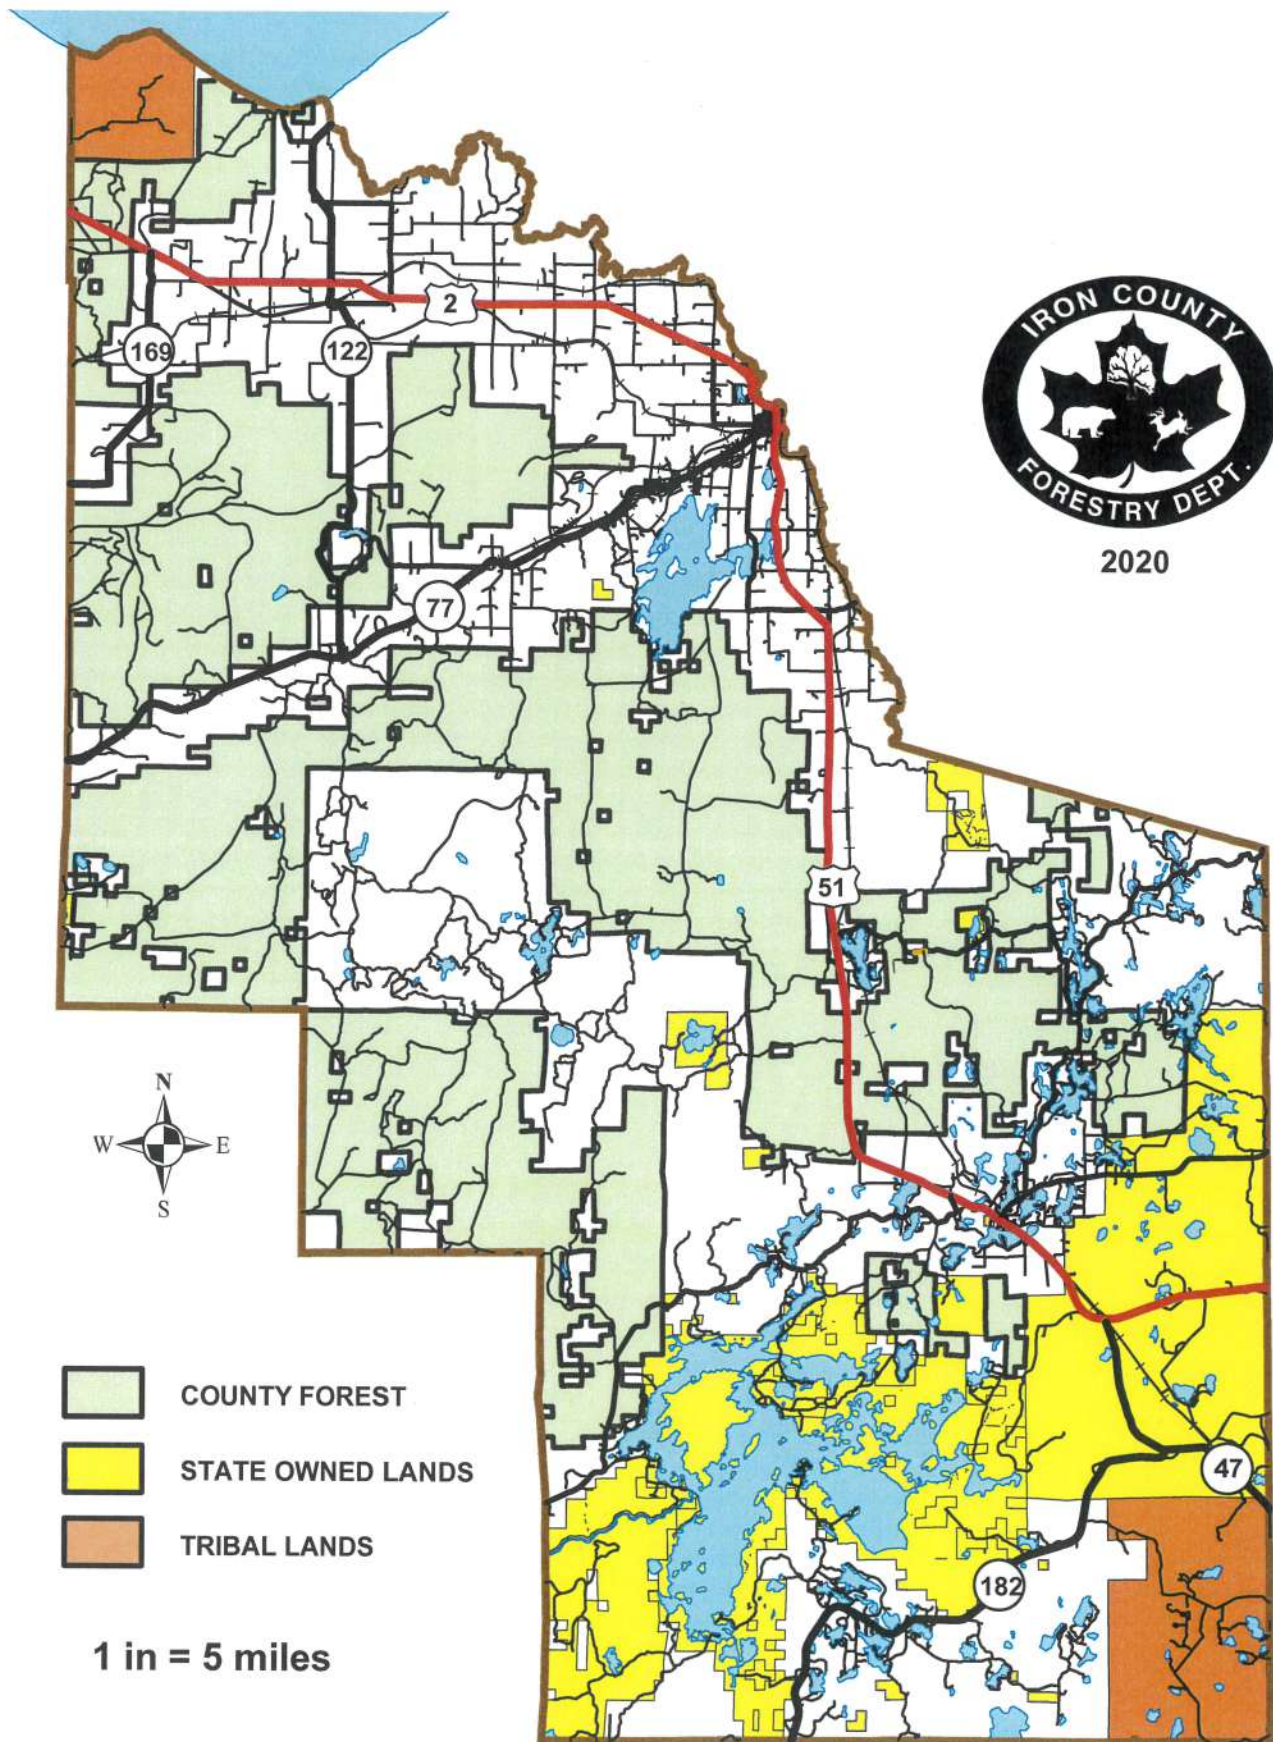 IRON COUNTY
FORESTRY DEPT.
2020
2
169
122
77
51
N
W E
S
COUNTY FOREST
STATE OWNED LANDS
TRIBAL LANDS
47
182
1 in = 5 miles